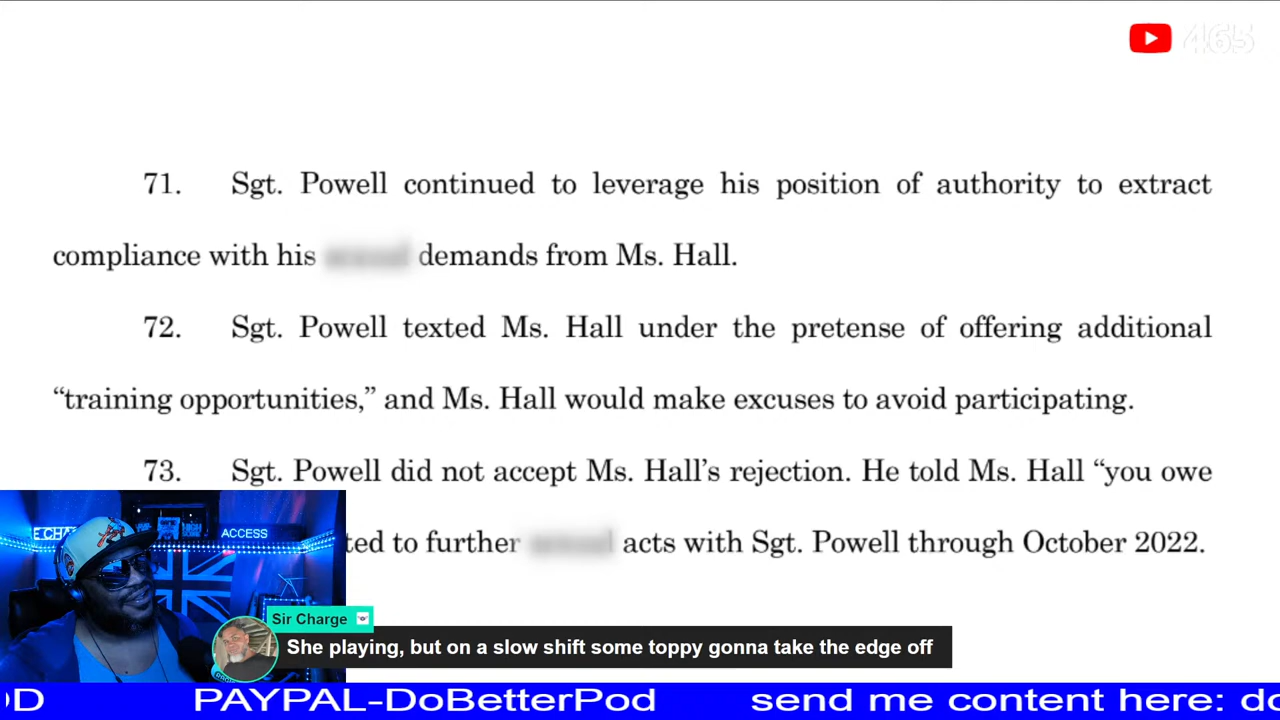 465
71. Sgt. Powell continued to leverage his position of authority to extract
compliance with his demands from Ms. Hall.
72. Sgt. Powell texted Ms. Hall under the pretense of offering additional
“training opportunities,” and Ms. Hall would make excuses to avoid participating.
73. Sgt. Powell did not accept Ms. Hall’s rejection. He told Ms. Hall “you owe
ted to further acts with Sgt. Powell through October 2022.
E CHA
ACCESS
Sir Charge
She playing, but on a slow shift some toppy gonna take the edge off
OD PAYPAL-DoBetterPod send me content here: do